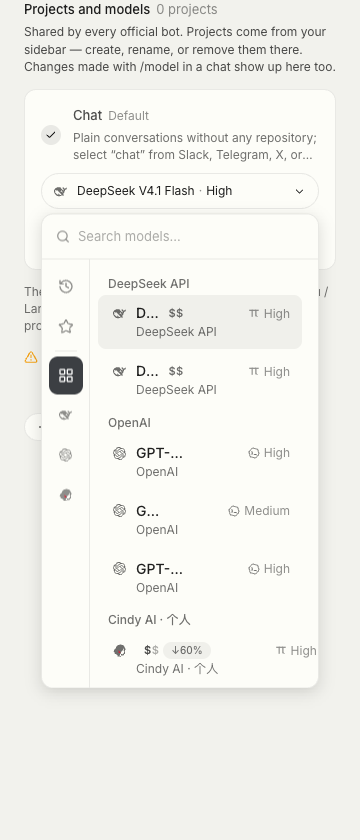 Projects and models 0 projects
Shared by every official bot. Projects come from your
sidebar — create, rename, or remove them there.
Changes made with /model in a chat show up here too.
Chat Default
Plain conversations without any repository;
select “chat” from Slack, Telegram, X, or…
DeepSeek V4.1 Flash · High
Search models...
DeepSeek API
D... $$ High
DeepSeek API
D... $$ High
DeepSeek API
OpenAI
GPT-... High
OpenAI
G... Medium
OpenAI
GPT-... High
OpenAI
Cindy AI · 个人
$$ ↓60% High
Cindy AI · 个人